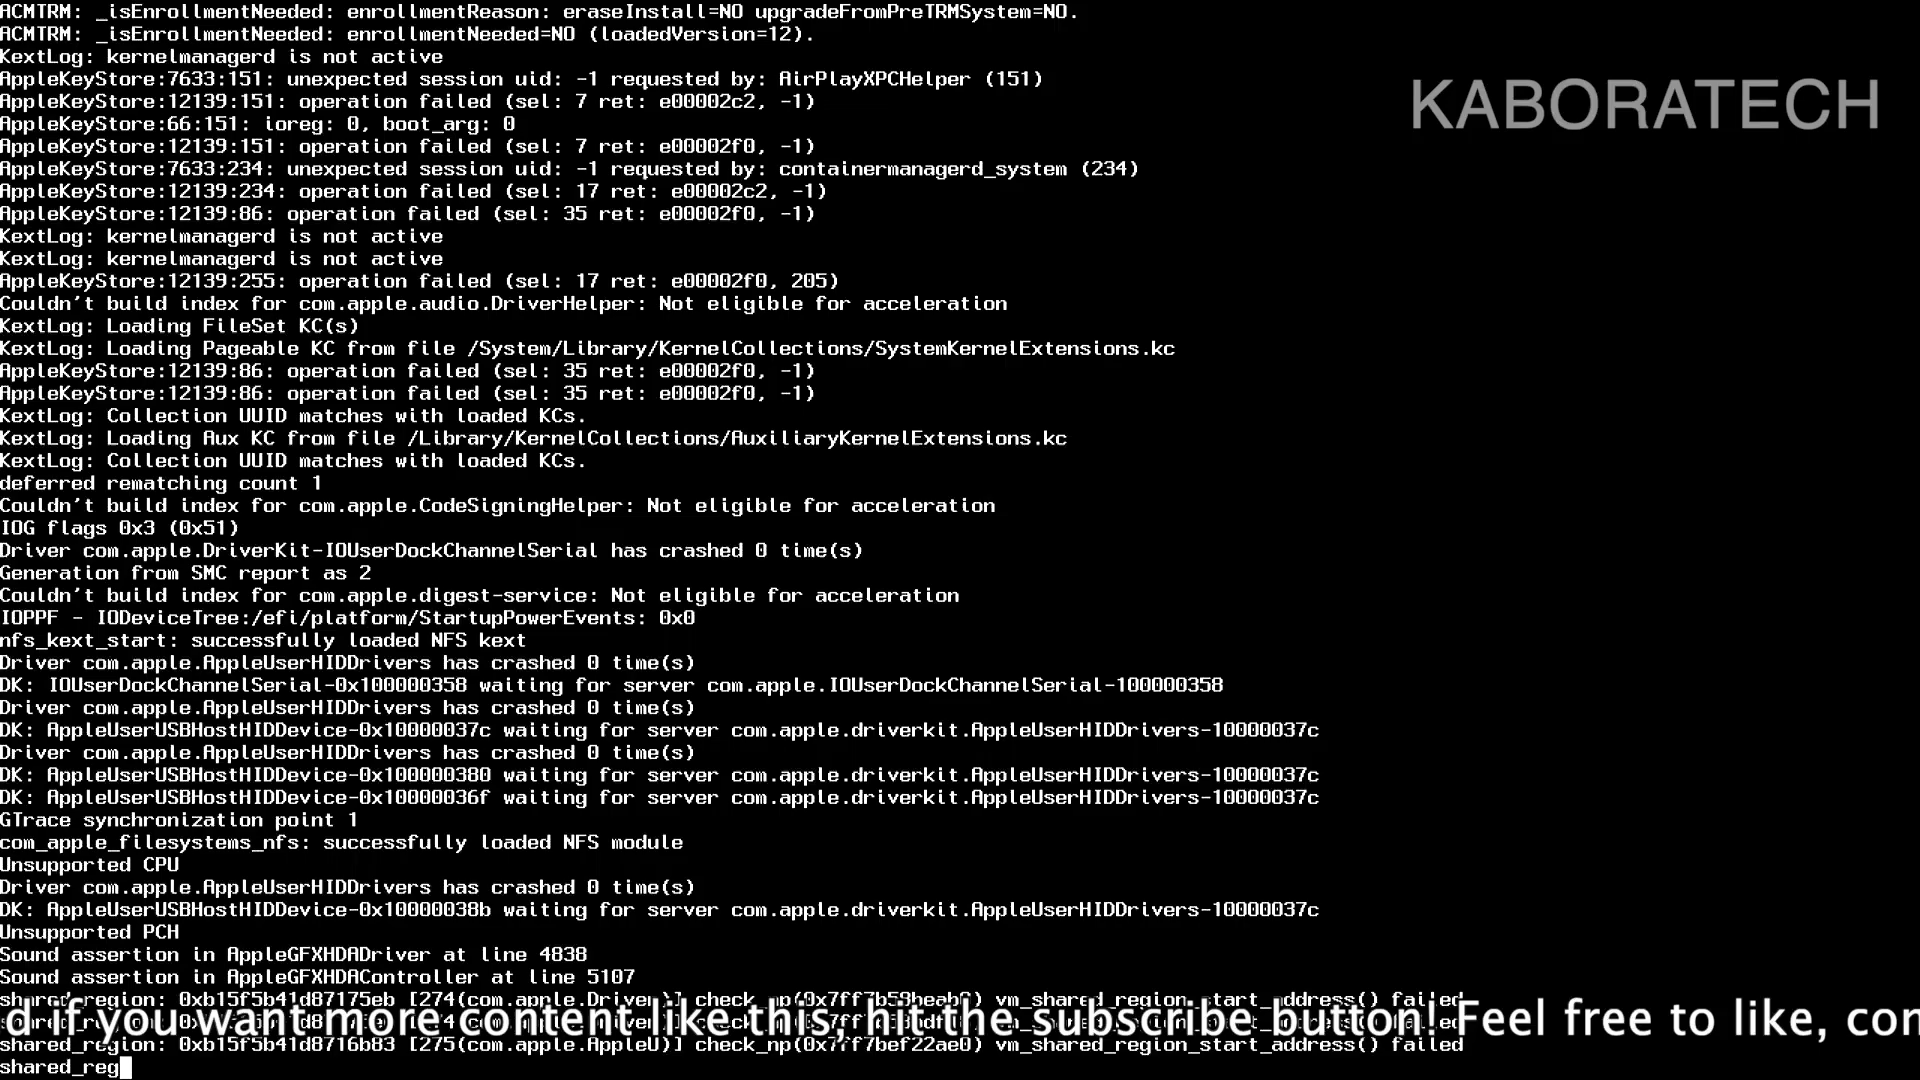 ACMTRM: _isEnrollmentNeeded: enrollmentReason: eraseInstall=NO upgradeFromPreTRMSystem=NO.
ACMTRM: _isEnrollmentNeeded: enrollmentNeeded=NO (loadedVersion=12).
KextLog: kernelmanagerd is not active
AppleKeyStore:7633:151: unexpected session uid: -1 requested by: AirPlayXPCHelper (151)
KABORATECH
AppleKeyStore:12139:151: operation failed (sel: 7 ret: e00002c2, -1)
AppleKeyStore:66:151: ioreg: 0, boot_arg: 0
AppleKeyStore:12139:151: operation failed (sel: 7 ret: e00002f0, -1)
AppleKeyStore:7633:234: unexpected session uid: -1 requested by: containermanagerd_system (234)
AppleKeyStore:12139:234: operation failed (sel: 17 ret: e00002c2, -1)
AppleKeyStore:12139:86: operation failed (sel: 35 ret: e00002f0, -1)
KextLog: kernelmanagerd is not active
KextLog: kernelmanagerd is not active
AppleKeyStore:12139:255: operation failed (sel: 17 ret: e00002f0, 205)
Couldn't build index for com.apple.audio.DriverHelper: Not eligible for acceleration
KextLog: Loading FileSet KC(s)
KextLog: Loading Pageable KC from file /System/Library/KernelCollections/SystemKernelExtensions.kc
AppleKeyStore:12139:86: operation failed (sel: 35 ret: e00002f0, -1)
AppleKeyStore:12139:86: operation failed (sel: 35 ret: e00002f0, -1)
KextLog: Collection UUID matches with loaded KCs.
KextLog: Loading Aux KC from file /Library/KernelCollections/AuxiliaryKernelExtensions.kc
KextLog: Collection UUID matches with loaded KCs.
deferred rematching count 1
Couldn't build index for com.apple.CodeSigningHelper: Not eligible for acceleration
IOG flags 0x3 (0x51)
Driver com.apple.DriverKit-IOUserDockChannelSerial has crashed 0 time(s)
Generation from SMC report as 2
Couldn't build index for com.apple.digest-service: Not eligible for acceleration
IOPPF - IODeviceTree:/efi/platform/StartupPowerEvents: 0x0
nfs_kext_start: successfully loaded NFS kext
Driver com.apple.AppleUserHIDDrivers has crashed 0 time(s)
DK: IOUserDockChannelSerial-0x100000358 waiting for server com.apple.IOUserDockChannelSerial-100000358
Driver com.apple.AppleUserHIDDrivers has crashed 0 time(s)
DK: AppleUserUSBHostHIDDevice-0x10000037c waiting for server com.apple.driverkit.AppleUserHIDDrivers-10000037c
Driver com.apple.AppleUserHIDDrivers has crashed 0 time(s)
DK: AppleUserUSBHostHIDDevice-0x100000380 waiting for server com.apple.driverkit.AppleUserHIDDrivers-10000037c
DK: AppleUserUSBHostHIDDevice-0x10000036f waiting for server com.apple.driverkit.AppleUserHIDDrivers-10000037c
GTrace synchronization point 1
com_apple_filesystems_nfs: successfully loaded NFS module
Unsupported CPU
Driver com.apple.AppleUserHIDDrivers has crashed 0 time(s)
DK: AppleUserUSBHostHIDDevice-0x10000038b waiting for server com.apple.driverkit.AppleUserHIDDrivers-10000037c
Unsupported PCH
Sound assertion in AppleGFXHDADriver at line 4838
Sound assertion in AppleGFXHDAController at line 5107
shared_region: 0xb15f5b41d87175eb [274(com.apple.Driver)] vm_shared_region_start_address() failed
d if you want more content like this, hit the subscribe button! Feel free to like, con
shared_region: 0xb15f5b41d8716b83 [275(com.apple.AppleU)] check_np(0x7ff7bef22ae0) vm_shared_region_start_address() failed
shared_reg